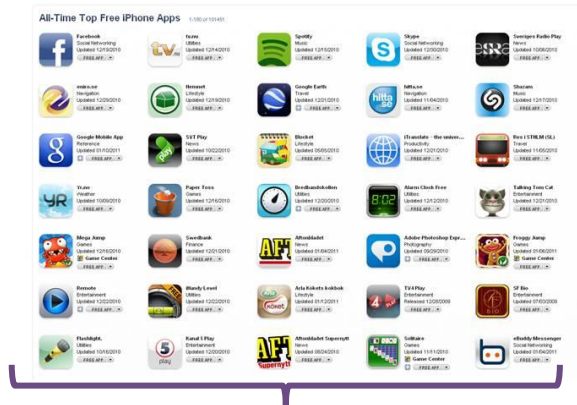 All-Time Top Free iPhone Apps 1-180 of 101461
Facebook
Social Networking
Updated 12/19/2010
FREE APP
tv.nu
Utilities
Updated 12/14/2010
FREE APP
Spotify
Music
Updated 12/15/2010
FREE APP
Skype
Social Networking
Updated 12/30/2010
FREE APP
Sveriges Radio Play
News
Updated 10/08/2010
FREE APP
eniro.se
Navigation
Updated 12/29/2010
FREE APP
Hemnet
Lifestyle
Updated 12/19/2010
FREE APP
Google Earth
Travel
Updated 12/21/2010
FREE APP
hitta.se
Navigation
Updated 11/04/2010
FREE APP
Shazam
Music
Updated 12/17/2010
FREE APP
Google Mobile App
Reference
Updated 01/10/2011
FREE APP
SVT Play
News
Updated 10/22/2010
FREE APP
Blocket
Lifestyle
Updated 05/05/2010
FREE APP
iTranslate - the univer...
Productivity
Updated 12/21/2010
FREE APP
Res i STHLM (SL)
Travel
Updated 11/05/2010
FREE APP
Yr.no
Weather
Updated 10/09/2010
FREE APP
Paper Toss
Games
Updated 12/16/2010
FREE APP
Bredbandskollen
Utilities
Updated 12/20/2010
FREE APP
Alarm Clock Free
Utilities
Updated 12/12/2010
FREE APP
Talking Tom Cat
Entertainment
Updated 12/31/2010
FREE APP
Mega Jump
Games
Updated 12/16/2010
Game Center
FREE APP
Swedbank
Finance
Updated 12/01/2010
FREE APP
Aftonbladet
News
Updated 01/04/2011
FREE APP
Adobe Photoshop Expr...
Photography
Updated 09/29/2010
FREE APP
Froggy Jump
Games
Updated 01/06/2011
Game Center
FREE APP
Remote
Entertainment
Updated 12/22/2010
FREE APP
iHandy Level
Utilities
Updated 12/22/2010
FREE APP
Arla Kökets kokbok
Lifestyle
Updated 01/12/2011
FREE APP
TV4 Play
Entertainment
Released 12/26/2009
FREE APP
SF Bio
Entertainment
Updated 07/03/2009
FREE APP
Flashlight.
Utilities
Updated 10/16/2010
FREE APP
Kanal 5 Play
Entertainment
Updated 12/20/2010
FREE APP
Aftonbladet Supernytt
News
Updated 08/24/2010
FREE APP
Solitaire
Games
Updated 11/11/2010
Game Center
FREE APP
eBuddy Messenger
Social Networking
Updated 01/04/2011
FREE APP